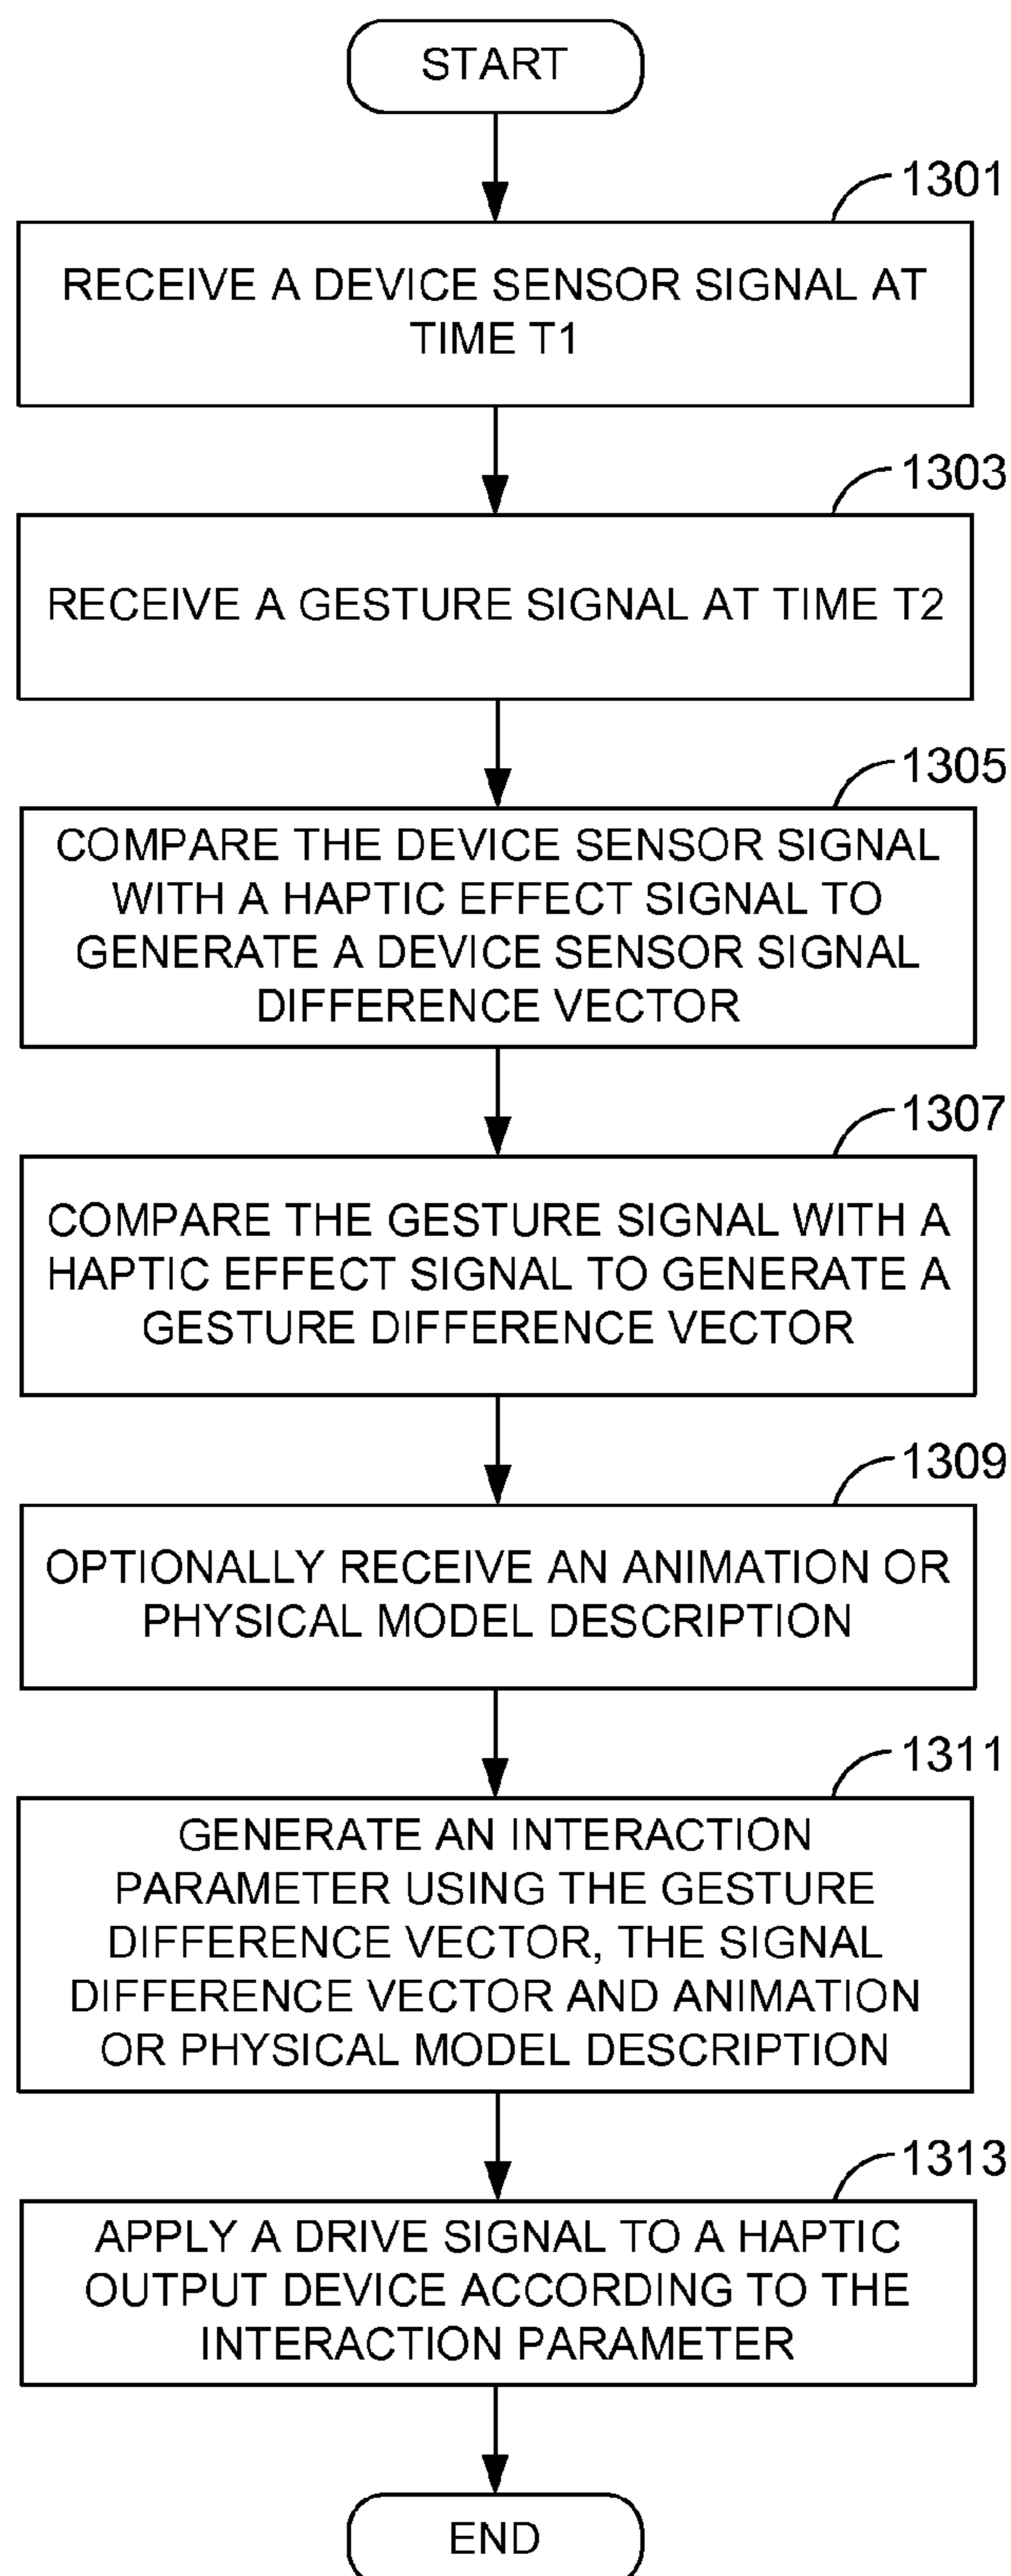 START
1301
RECEIVE A DEVICE SENSOR SIGNAL AT
TIME T1
1303
RECEIVE A GESTURE SIGNAL AT TIME T2
1305
COMPARE THE DEVICE SENSOR SIGNAL
WITH A HAPTIC EFFECT SIGNAL TO
GENERATE A DEVICE SENSOR SIGNAL
DIFFERENCE VECTOR
1307
COMPARE THE GESTURE SIGNAL WITH A
HAPTIC EFFECT SIGNAL TO GENERATE A
GESTURE DIFFERENCE VECTOR
1309
OPTIONALLY RECEIVE AN ANIMATION OR
PHYSICAL MODEL DESCRIPTION
1311
GENERATE AN INTERACTION
PARAMETER USING THE GESTURE
DIFFERENCE VECTOR, THE SIGNAL
DIFFERENCE VECTOR AND ANIMATION
OR PHYSICAL MODEL DESCRIPTION
1313
APPLY A DRIVE SIGNAL TO A HAPTIC
OUTPUT DEVICE ACCORDING TO THE
INTERACTION PARAMETER
END